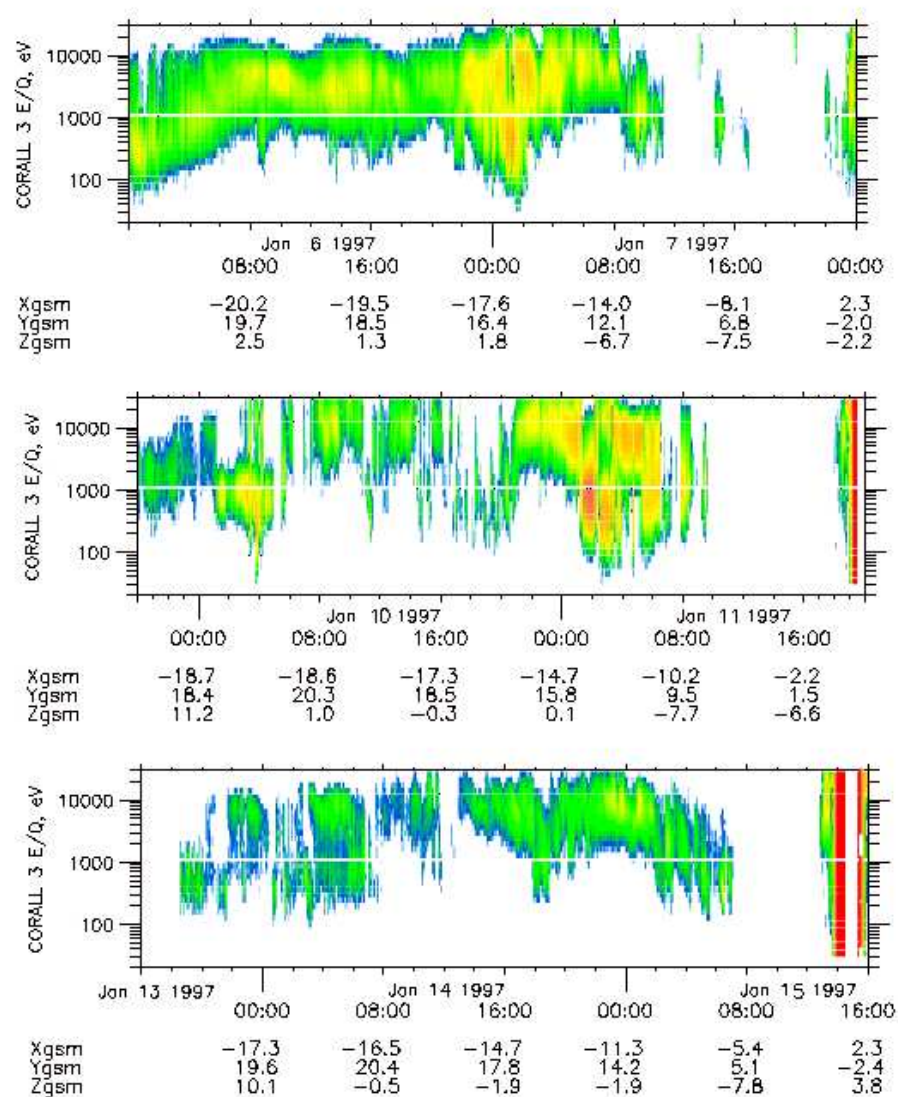 CORALL 3 E/Q, eV
10000
1000
100
Jan 6 1997 Jan 7 1997
08:00 16:00 00:00 08:00 16:00 00:00
Xgsm −20.2 −19.5 −17.6 −14.0 −8.1 2.3
Ygsm 19.7 18.5 16.4 12.1 6.8 −2.0
Zgsm 2.5 1.3 1.8 −6.7 −7.5 −2.2
CORALL 3 E/Q, eV
10000
1000
100
Jan 10 1997 Jan 11 1997
00:00 08:00 16:00 00:00 08:00 16:00
Xgsm −18.7 −18.6 −17.3 −14.7 −10.2 −2.2
Ygsm 18.4 20.3 18.5 15.8 9.5 1.5
Zgsm 11.2 1.0 −0.3 0.1 −7.7 −6.6
CORALL 3 E/Q, eV
10000
1000
100
Jan 13 1997 Jan 14 1997 Jan 15 1997
00:00 08:00 16:00 00:00 08:00 16:00
Xgsm −17.3 −16.5 −14.7 −11.3 −5.4 2.3
Ygsm 19.6 20.4 17.8 14.2 5.1 −2.4
Zgsm 10.1 −0.5 −1.9 −1.9 −7.8 3.8